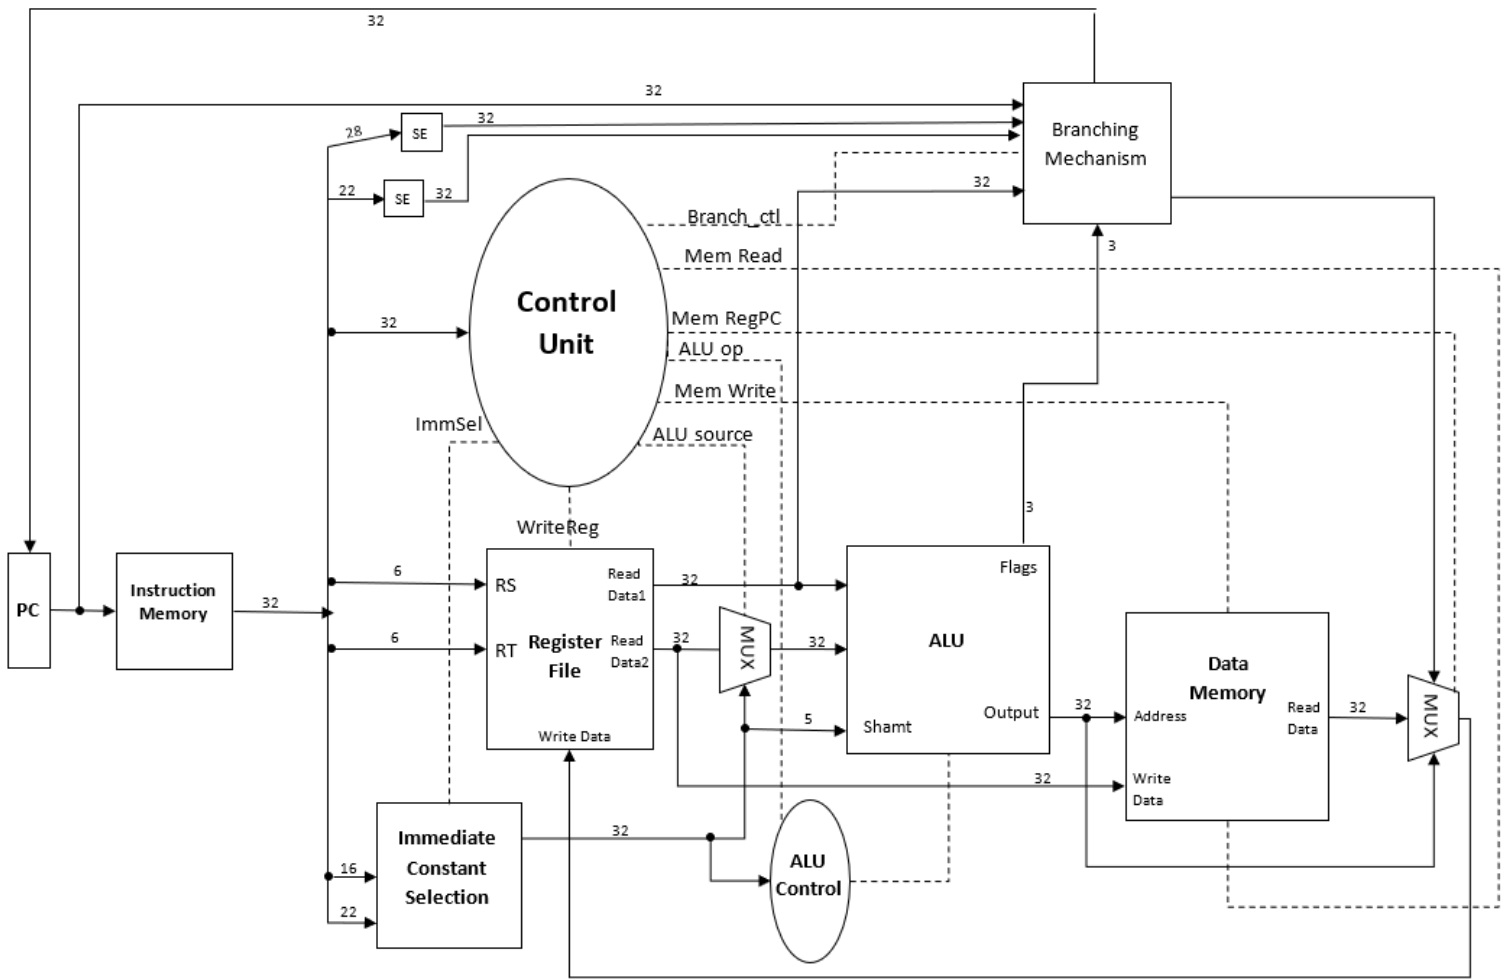 32
32
28
SE
32
Branching
Mechanism
22
SE
32
32
Branch_ctl
3
Mem Read
Control
Unit
32
Mem RegPC
ALU op
Mem Write
ImmSel
ALU source
WriteReg
3
PC
Instruction
Memory
32
6
RS
Read
Data1
32
Flags
6
RT
Register
File
Read
Data2
32
MUX
32
ALU
Data
Memory
Write Data
5
Shamt
Output
32
Address
Read
Data
32
MUX
32
Write
Data
Immediate
Constant
Selection
32
16
22
ALU
Control